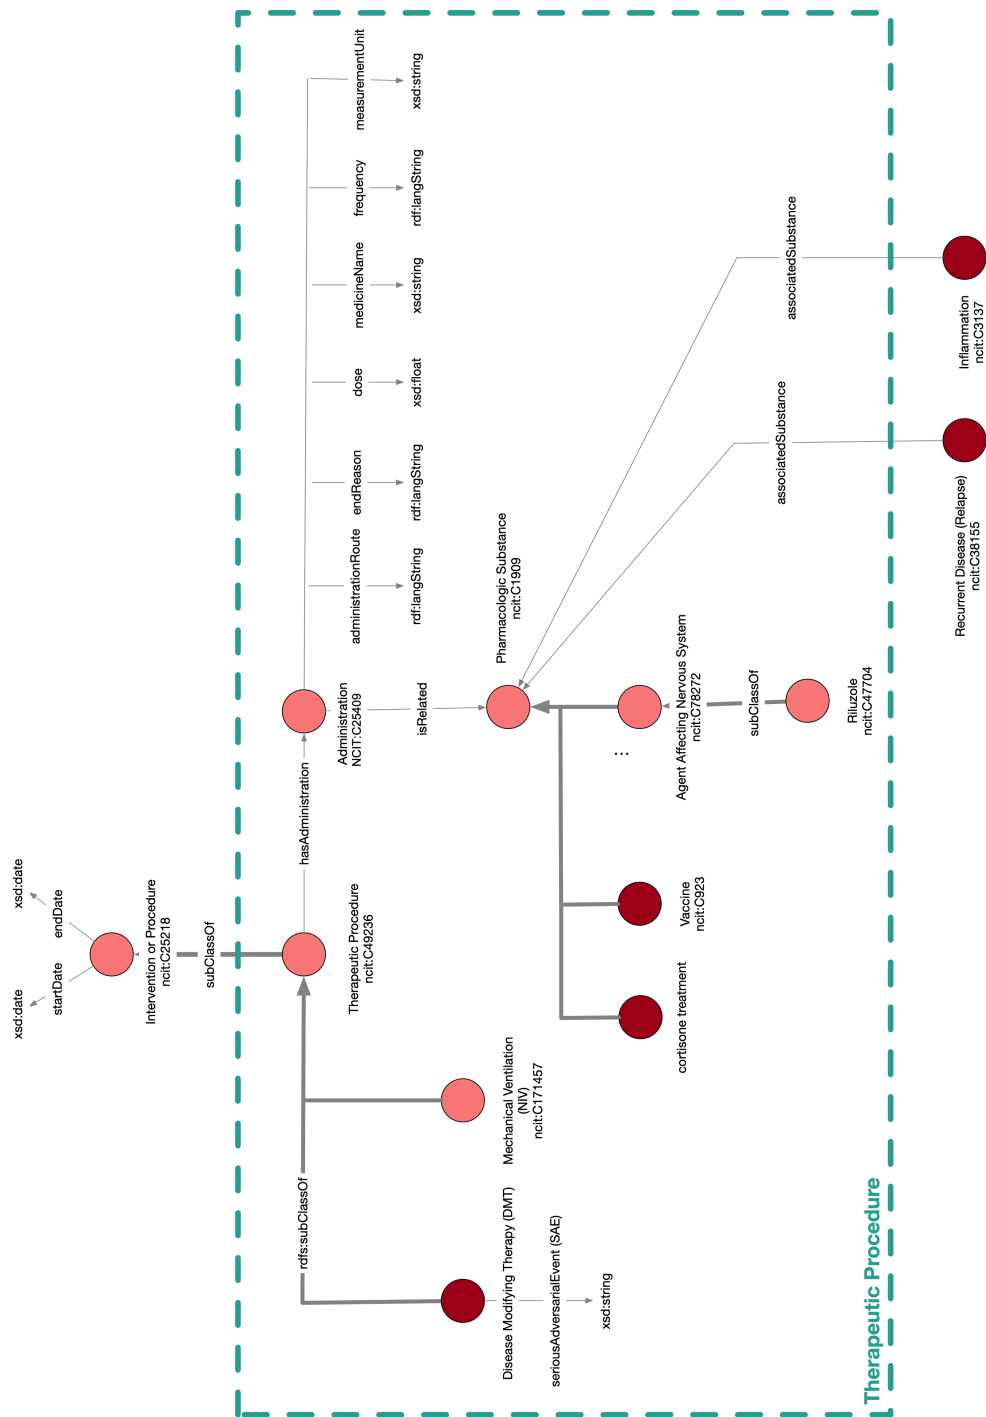 xsd:date
xsd:date
startDate
endDate
Intervention or Procedure
ncit:C25218
subClassOf
rdfs:subClassOf
Therapeutic Procedure
ncit:C49236
hasAdministration
Administration
NCIT:C25409
isRelated
administrationRoute
rdf:langString
endReason
rdf:langString
dose
xsd:float
medicineName
xsd:string
frequency
rdf:langString
measurementUnit
xsd:string
Disease Modifying Therapy (DMT)
seriousAdversarialEvent (SAE)
xsd:string
Mechanical Ventilation
(NIV)
ncit:C171457
Pharmacologic Substance
ncit:C1909
cortisone treatment
Vaccine
ncit:C923
...
Agent Affecting Nervous System
ncit:C78272
subClassOf
Riluzole
ncit:C47704
associatedSubstance
associatedSubstance
Therapeutic Procedure
Recurrent Disease (Relapse)
ncit:C38155
Inflammation
ncit:C3137